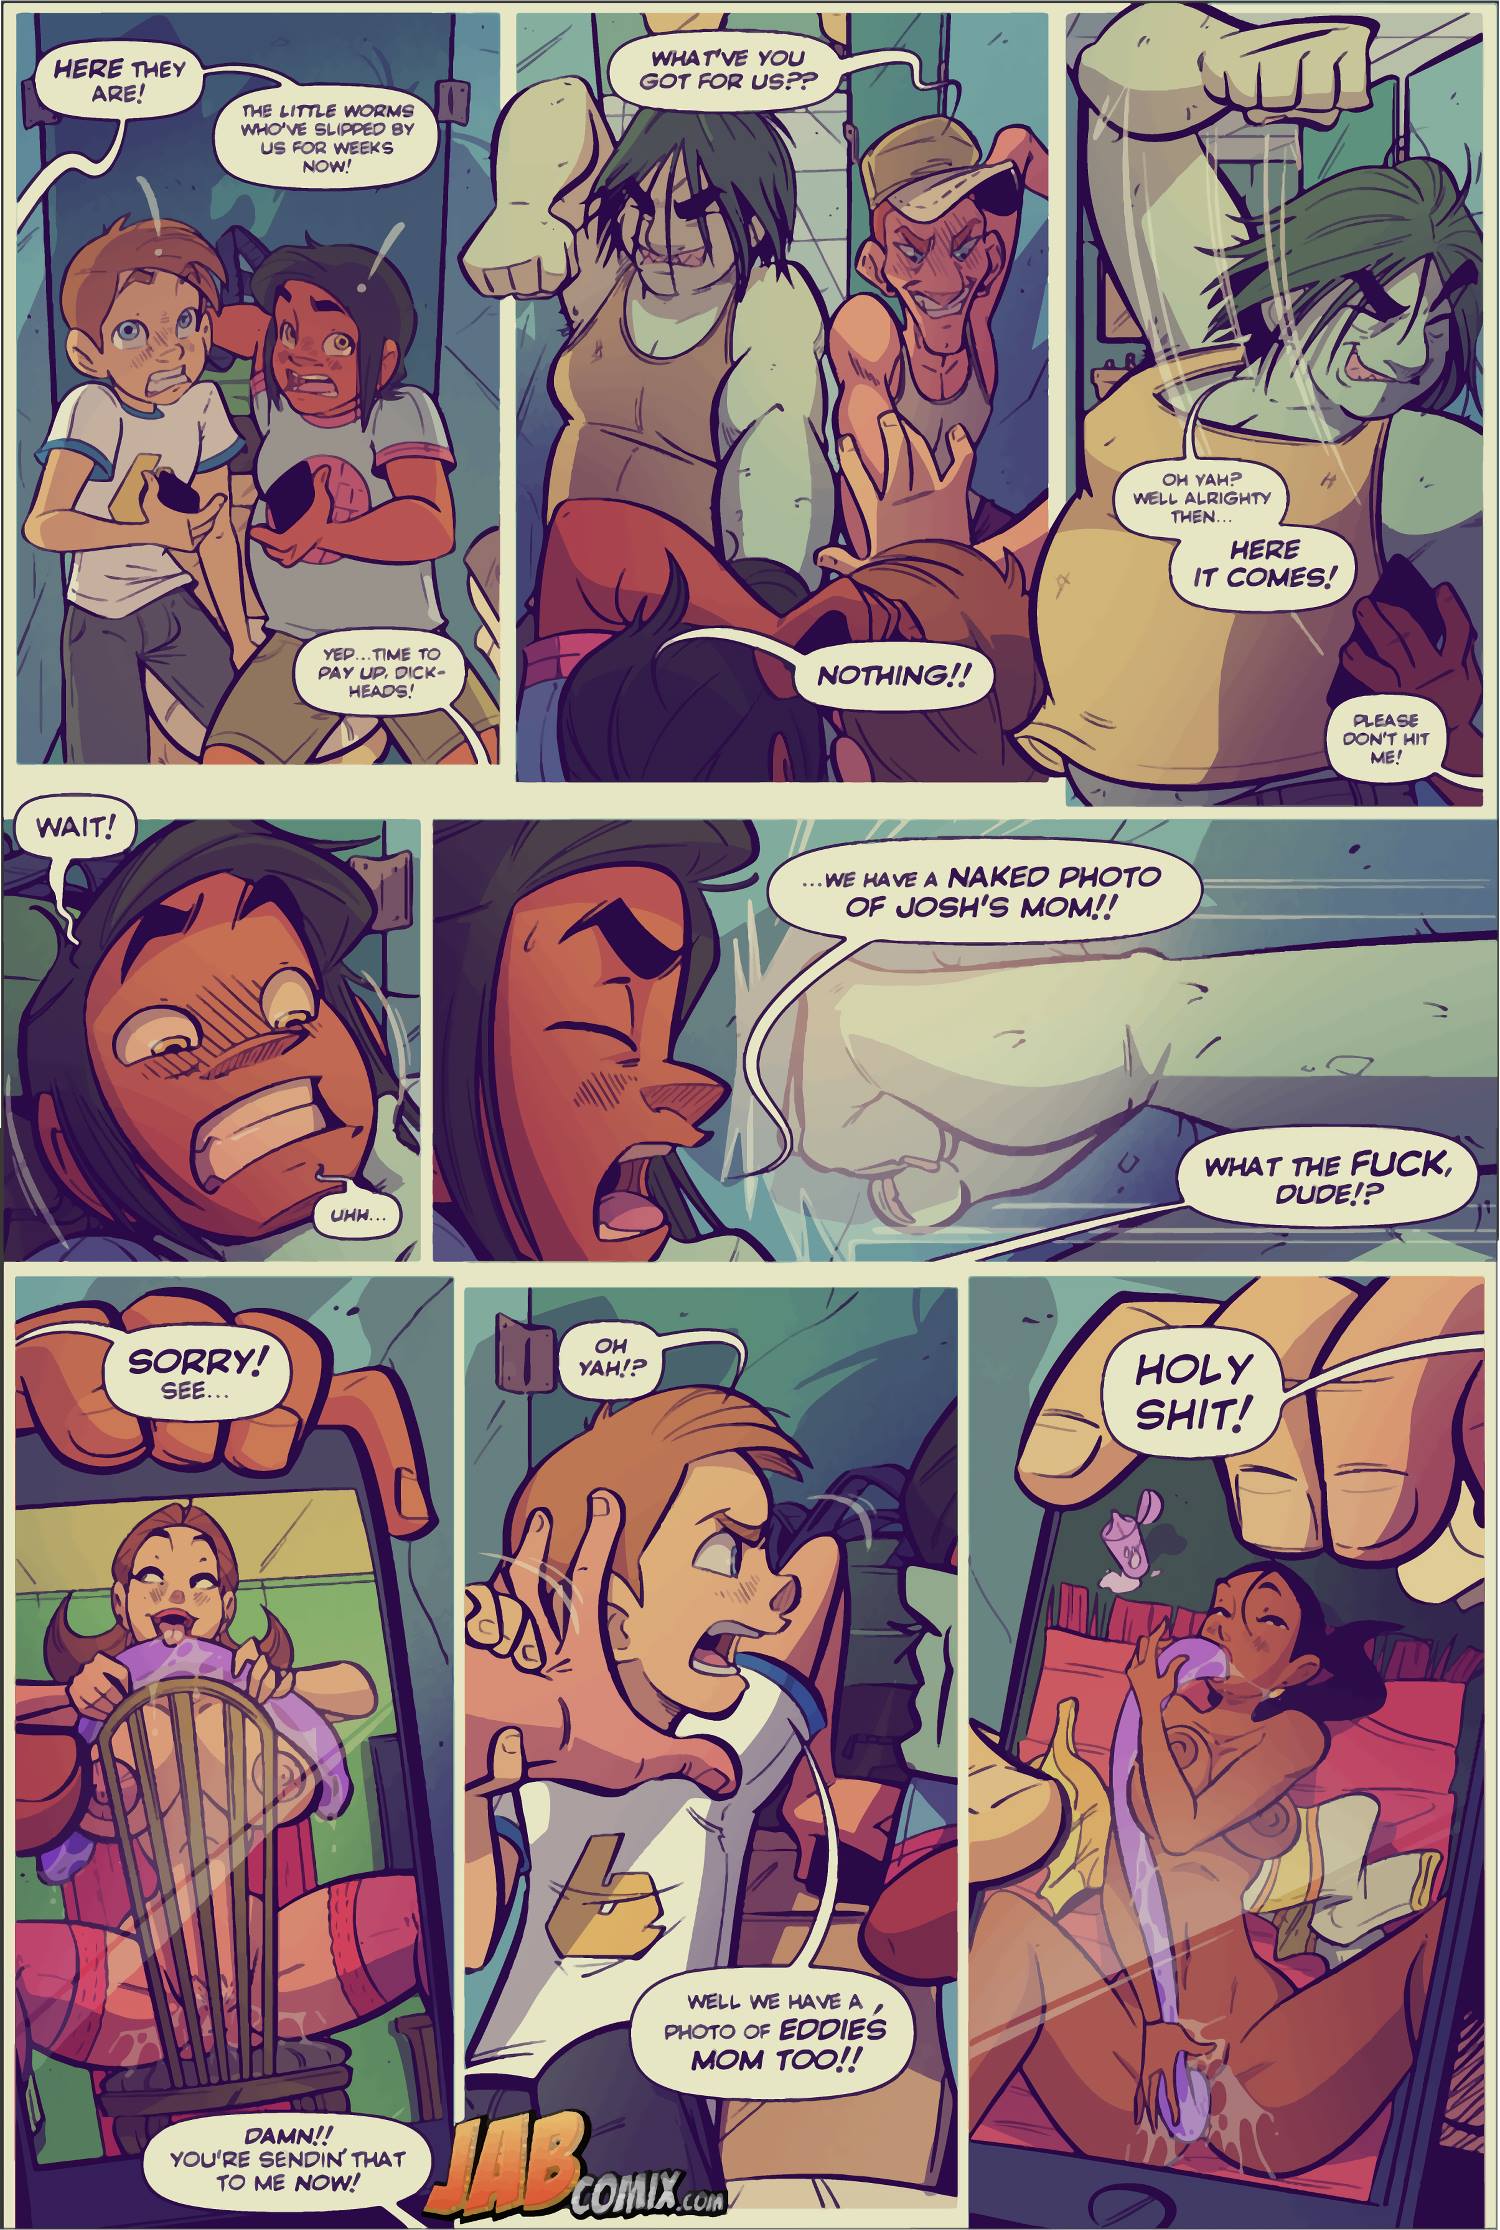 HERE THEY
ARE!
THE LITTLE WORMS
WHO'VE SLIPPED BY
US FOR WEEKS
NOW!
YEP...TIME TO
PAY UP, DICK-
HEADS!
WHAT'VE YOU
GOT FOR US??
NOTHING!!
OH YAH?
WELL ALRIGHTY
THEN...
HERE
IT COMES!
PLEASE
DON'T HIT
ME!
WAIT!
UHH...
...WE HAVE A NAKED PHOTO
OF JOSH'S MOM!!
WHAT THE FUCK,
DUDE!?
SORRY!
SEE...
DAMN!!
YOU'RE SENDIN' THAT
TO ME NOW!
OH
YAH!?
WELL WE HAVE A
PHOTO OF EDDIE'S
MOM TOO!!
HOLY
SHIT!
JAB
COMIX.com